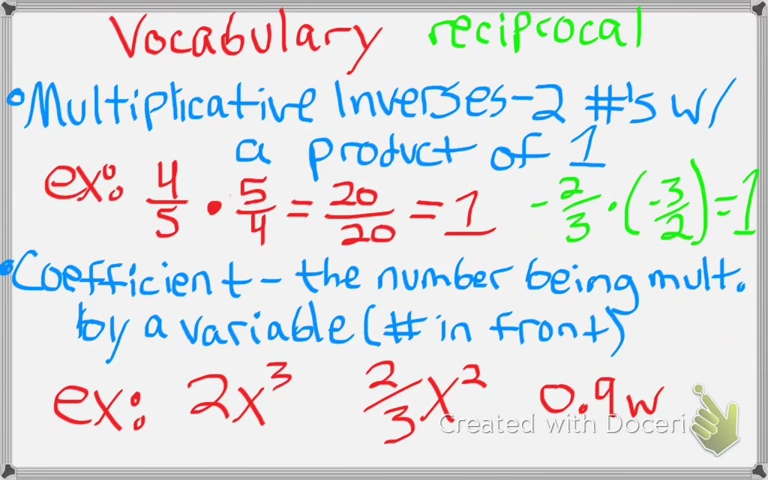 Vocabulary reciprocal
• Multiplicative Inverses - 2 #'s w/
a product of 1
ex: 4/5 • 5/4 = 20/20 = 1 -2/3 • (-3/2) = 1
• Coefficient - the number being mult.
by a variable (# in front)
ex: 2x³ 2/3x² 0.9w
Created with Doceri